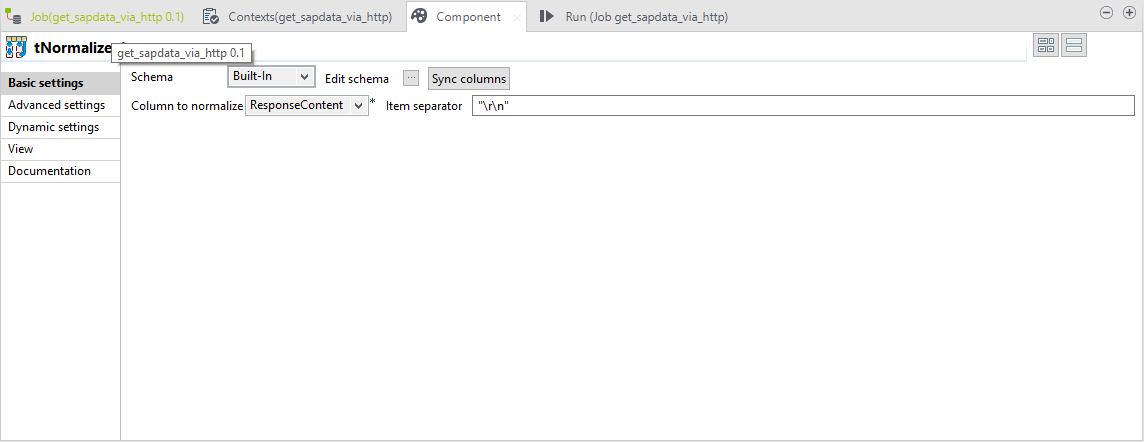 Job(get_sapdata_via_http 0.1) Contexts(get_sapdata_via_http) Component Run (Job get_sapdata_via_http)
tNormalize
get_sapdata_via_http 0.1
Basic settings
Advanced settings
Dynamic settings
View
Documentation
Schema Built-In Edit schema ... Sync columns
Column to normalize ResponseContent * Item separator "\r\n"